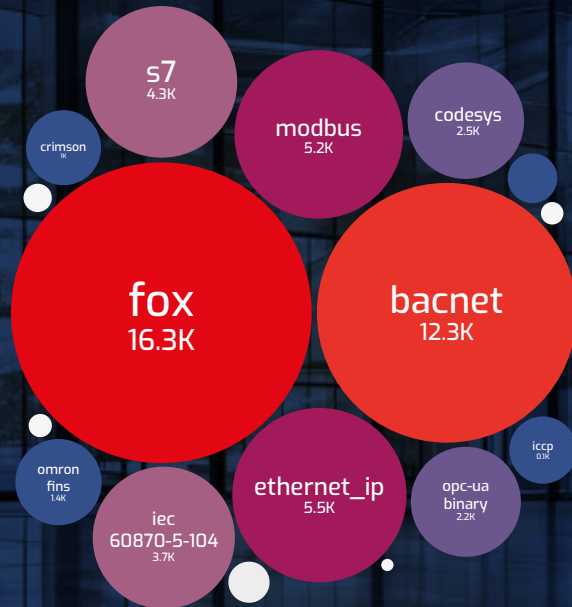 s7
4.3K
modbus
5.2K
codesys
2.5K
crimson
1K
fox
16.3K
bacnet
12.3K
omron
fins
1.4K
iec
60870-5-104
3.7K
ethernet_ip
5.5K
opc-ua
binary
2.2K
iccp
0.1K